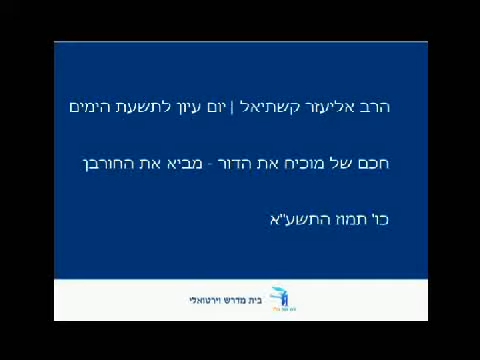 הרב אליעזר קשתיאל | יום עיון לתשעת הימים
חכם של מוכיח את הדור - מביא את החורבן
כו' תמוז התשע"א
בית מדרש וירטואלי